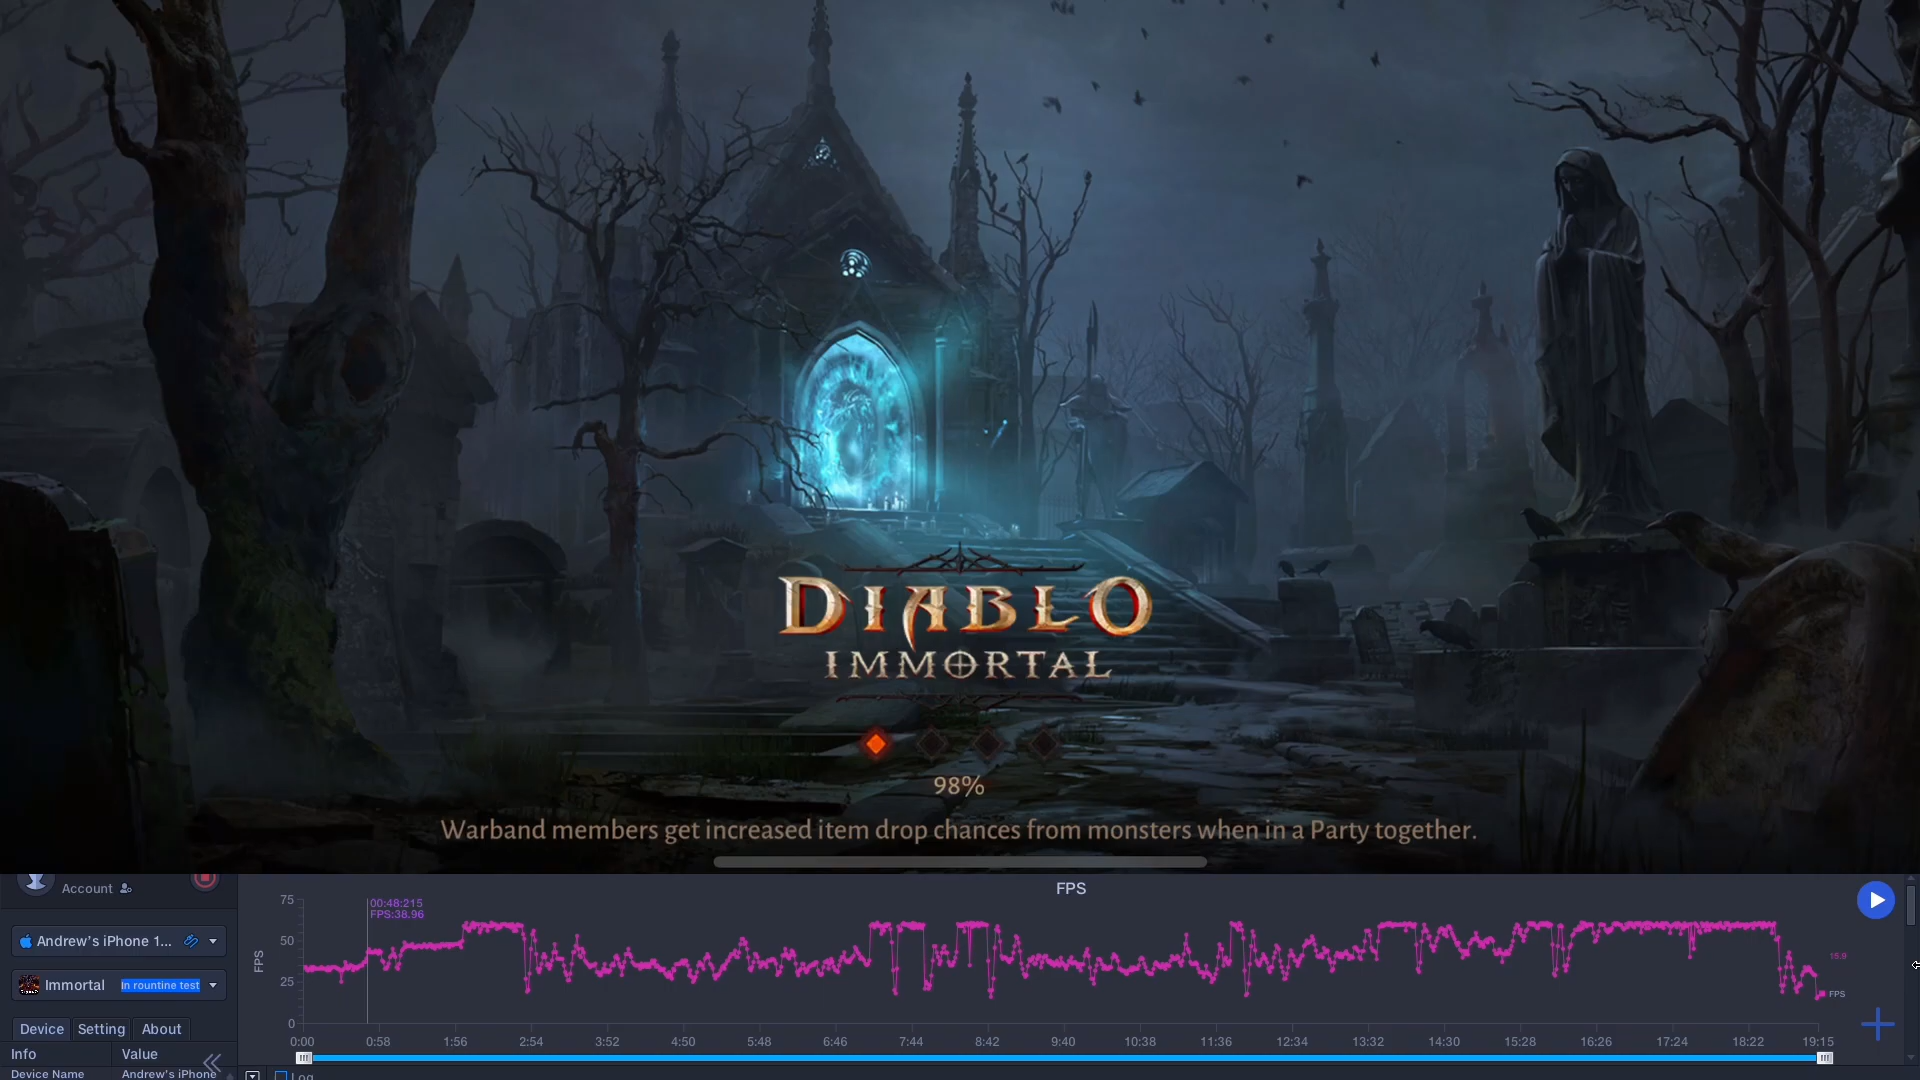 DIABLO
IMMORTAL
98%
Warband members get increased item drop chances from monsters when in a Party together.
Account
Andrew's iPhone 1...
Immortal
In rountine test
Device
Setting
About
Info
Value
Device Name
Andrew's iPhone
FPS
00:48:215
FPS:38.96
FPS
75
50
25
0
15.9
FPS
0:00
0:58
1:56
2:54
3:52
4:50
5:48
6:46
7:44
8:42
9:40
10:38
11:36
12:34
13:32
14:30
15:28
16:26
17:24
18:22
19:15
Log